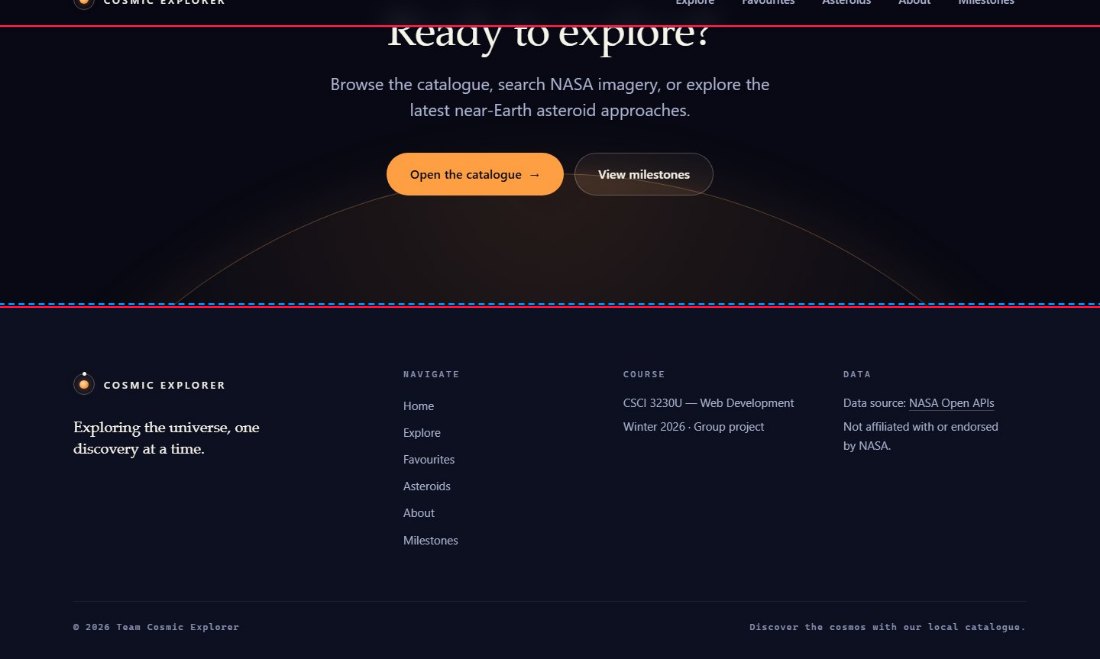 COSMIC EXPLORER
Explore Favourites Asteroids About Milestones
Ready to explore?
Browse the catalogue, search NASA imagery, or explore the
latest near-Earth asteroid approaches.
Open the catalogue →
View milestones
COSMIC EXPLORER
Exploring the universe, one
discovery at a time.
NAVIGATE
Home
Explore
Favourites
Asteroids
About
Milestones
COURSE
CSCI 3230U — Web Development
Winter 2026 · Group project
DATA
Data source: NASA Open APIs
Not affiliated with or endorsed
by NASA.
© 2026 Team Cosmic Explorer
Discover the cosmos with our local catalogue.